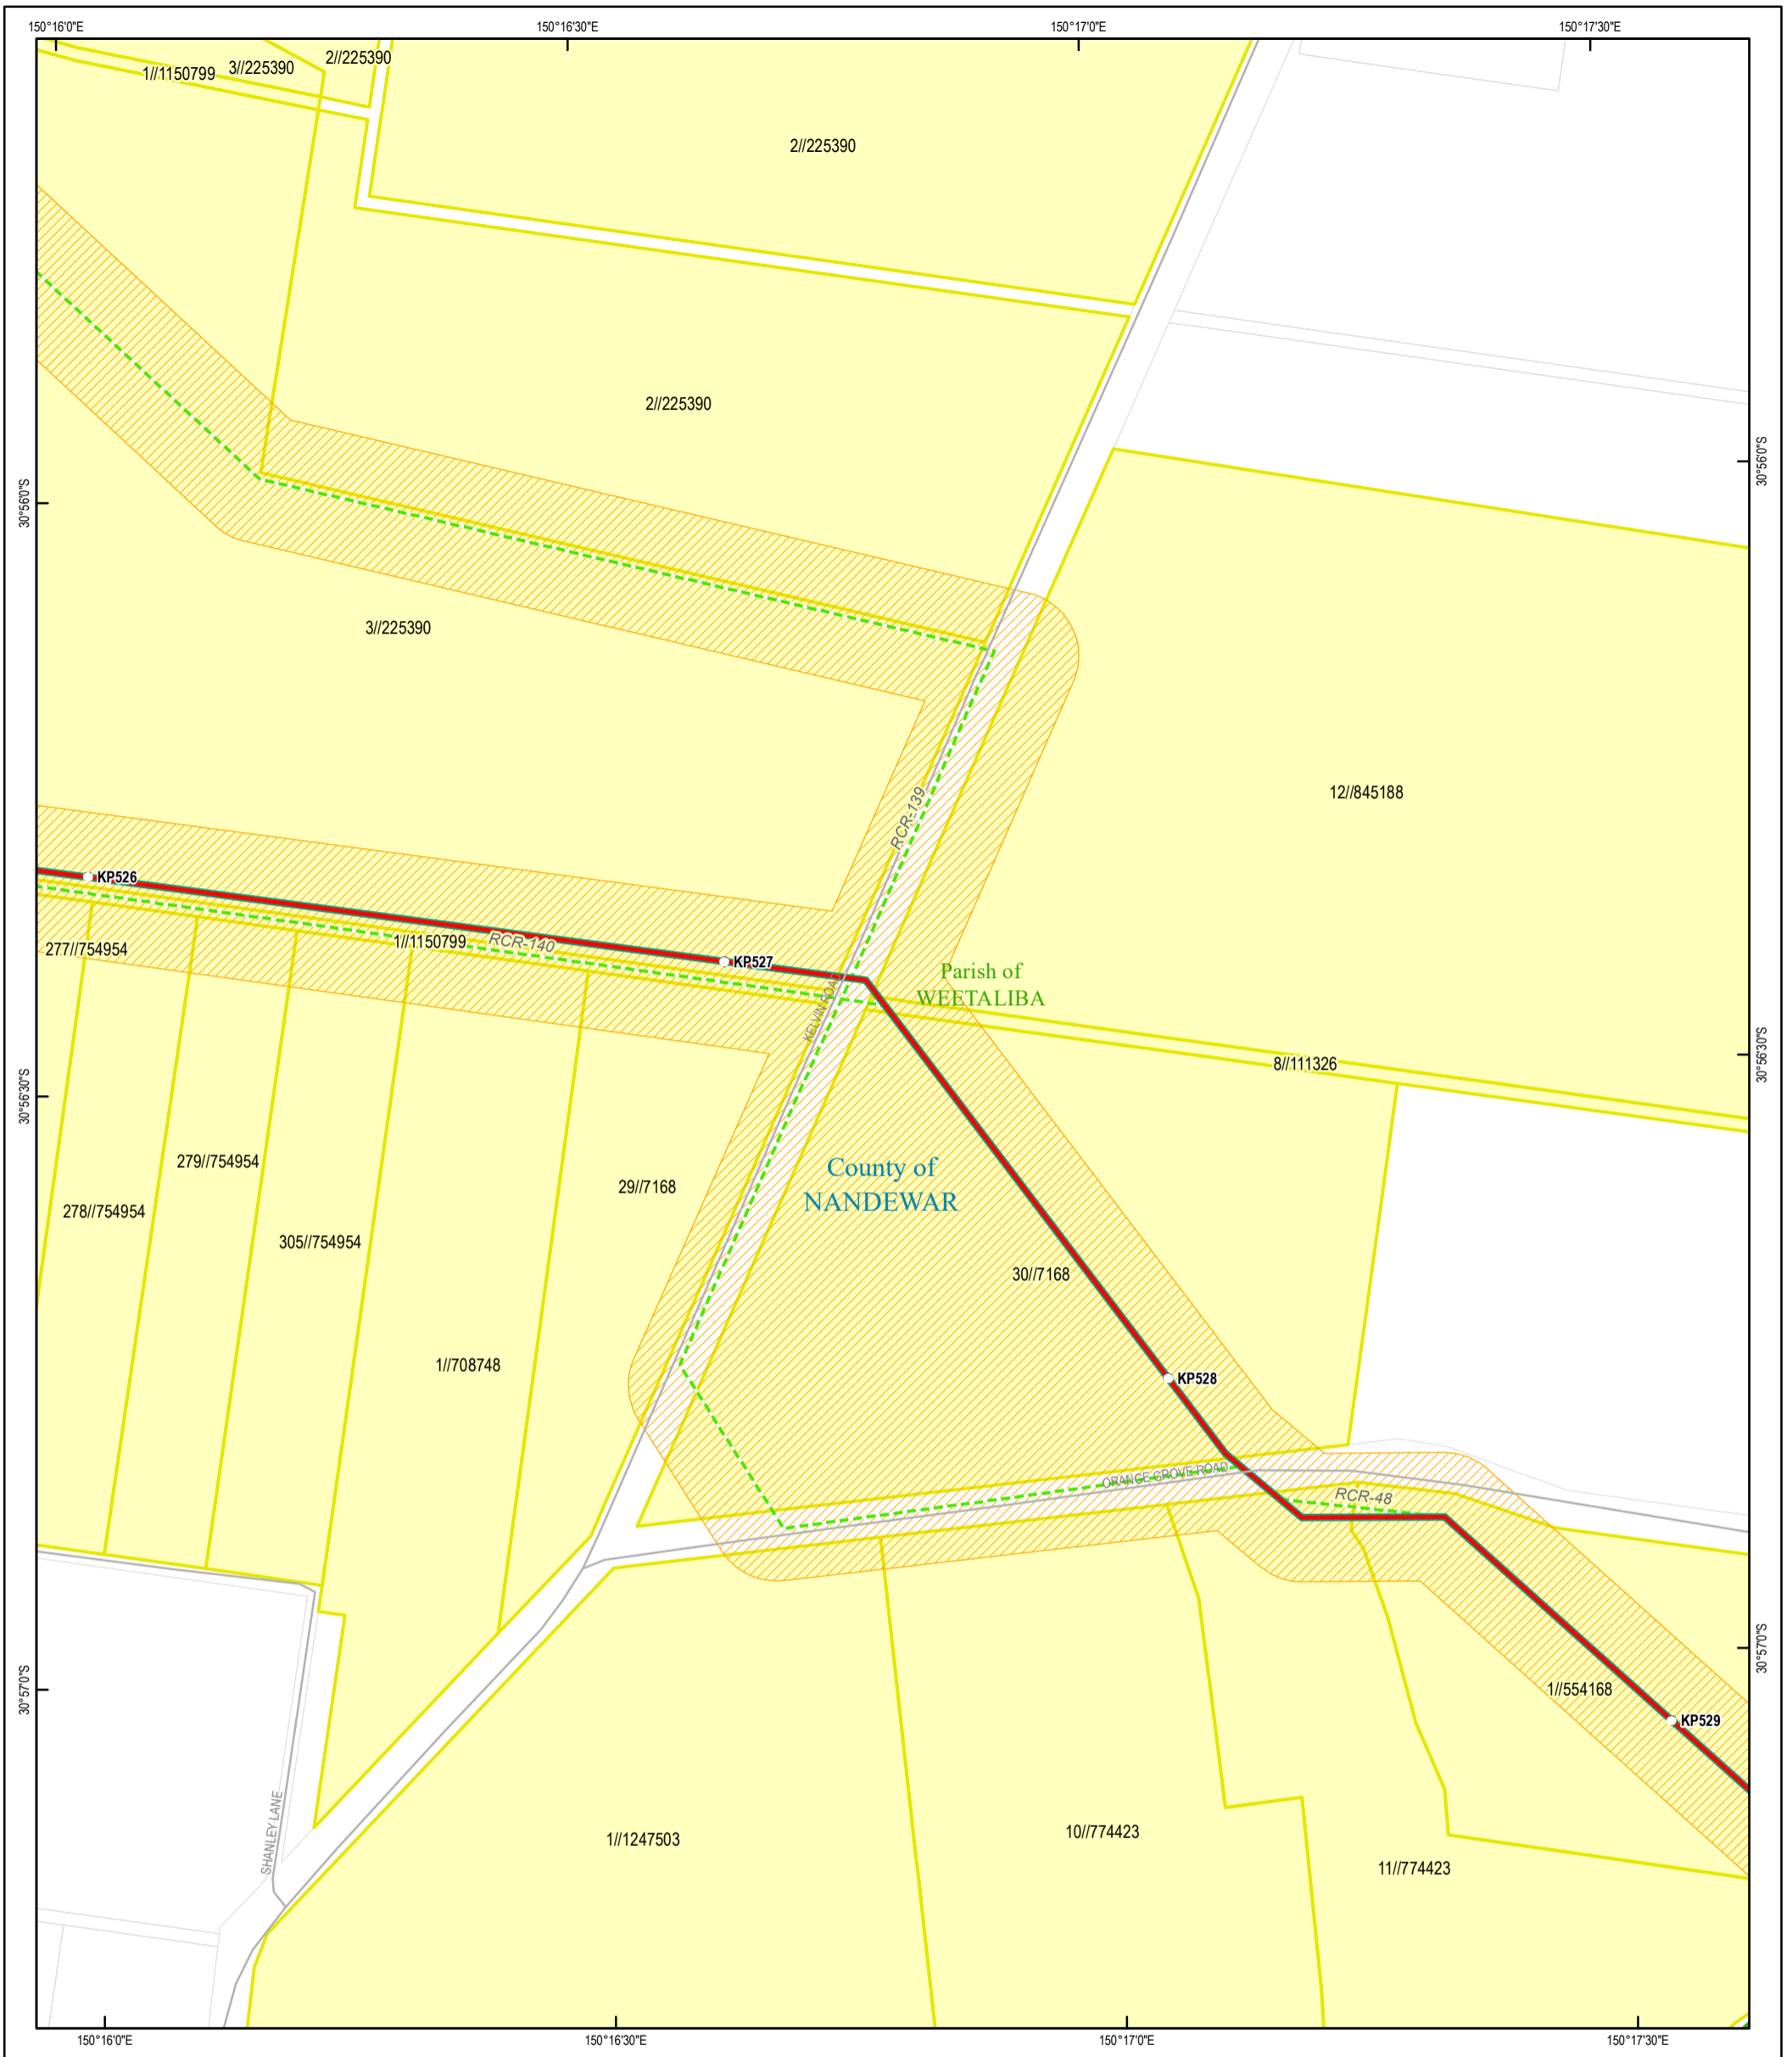 150°16'0"E
150°16'30"E
150°17'0"E
150°17'30"E
2//225390
3//225390
1//1150799
2//225390
2//225390
30°56'0"S
30°56'0"S
3//225390
12//845188
RCR-139
KP526
1//1150799
RCR-140
277//754954
KP527
Parish of
WEETALIBA
KELVIN ROAD
8//111326
30°56'30"S
30°56'30"S
279//754954
County of
NANDEWAR
29//7168
278//754954
305//754954
30//7168
1//708748
KP528
ORANGE GROVE ROAD
RCR-48
30°57'0"S
30°57'0"S
1//554168
KP529
SHANLEY LANE
1//1247503
10//774423
11//774423
150°16'0"E
150°16'30"E
150°17'0"E
150°17'30"E